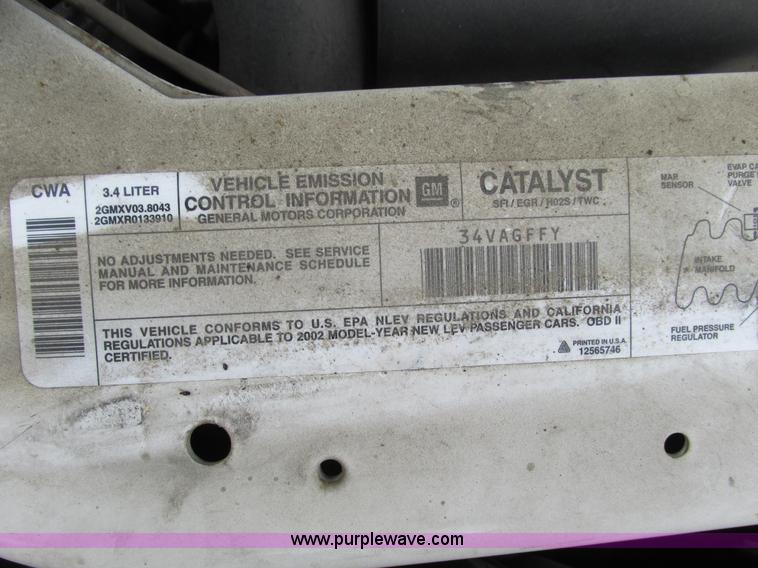 CWA
3.4 LITER
2GMXV03.8043
2GMXR0133910
VEHICLE EMISSION
CONTROL INFORMATION
GENERAL MOTORS CORPORATION
GM
®
CATALYST
SFI / EGR / HO2S / TWC
NO ADJUSTMENTS NEEDED. SEE SERVICE
MANUAL AND MAINTENANCE SCHEDULE
FOR MORE INFORMATION.
34VAGFFY
THIS VEHICLE CONFORMS TO U.S. EPA NLEV REGULATIONS AND CALIFORNIA
REGULATIONS APPLICABLE TO 2002 MODEL-YEAR NEW LEV PASSENGER CARS. OBD II
CERTIFIED.
PRINTED IN U.S.A.
12565746
MAP
SENSOR
EVAP CA
PURGE
VALVE
INTAKE
MANIFOLD
FUEL PRESSURE
REGULATOR
www.purplewave.com